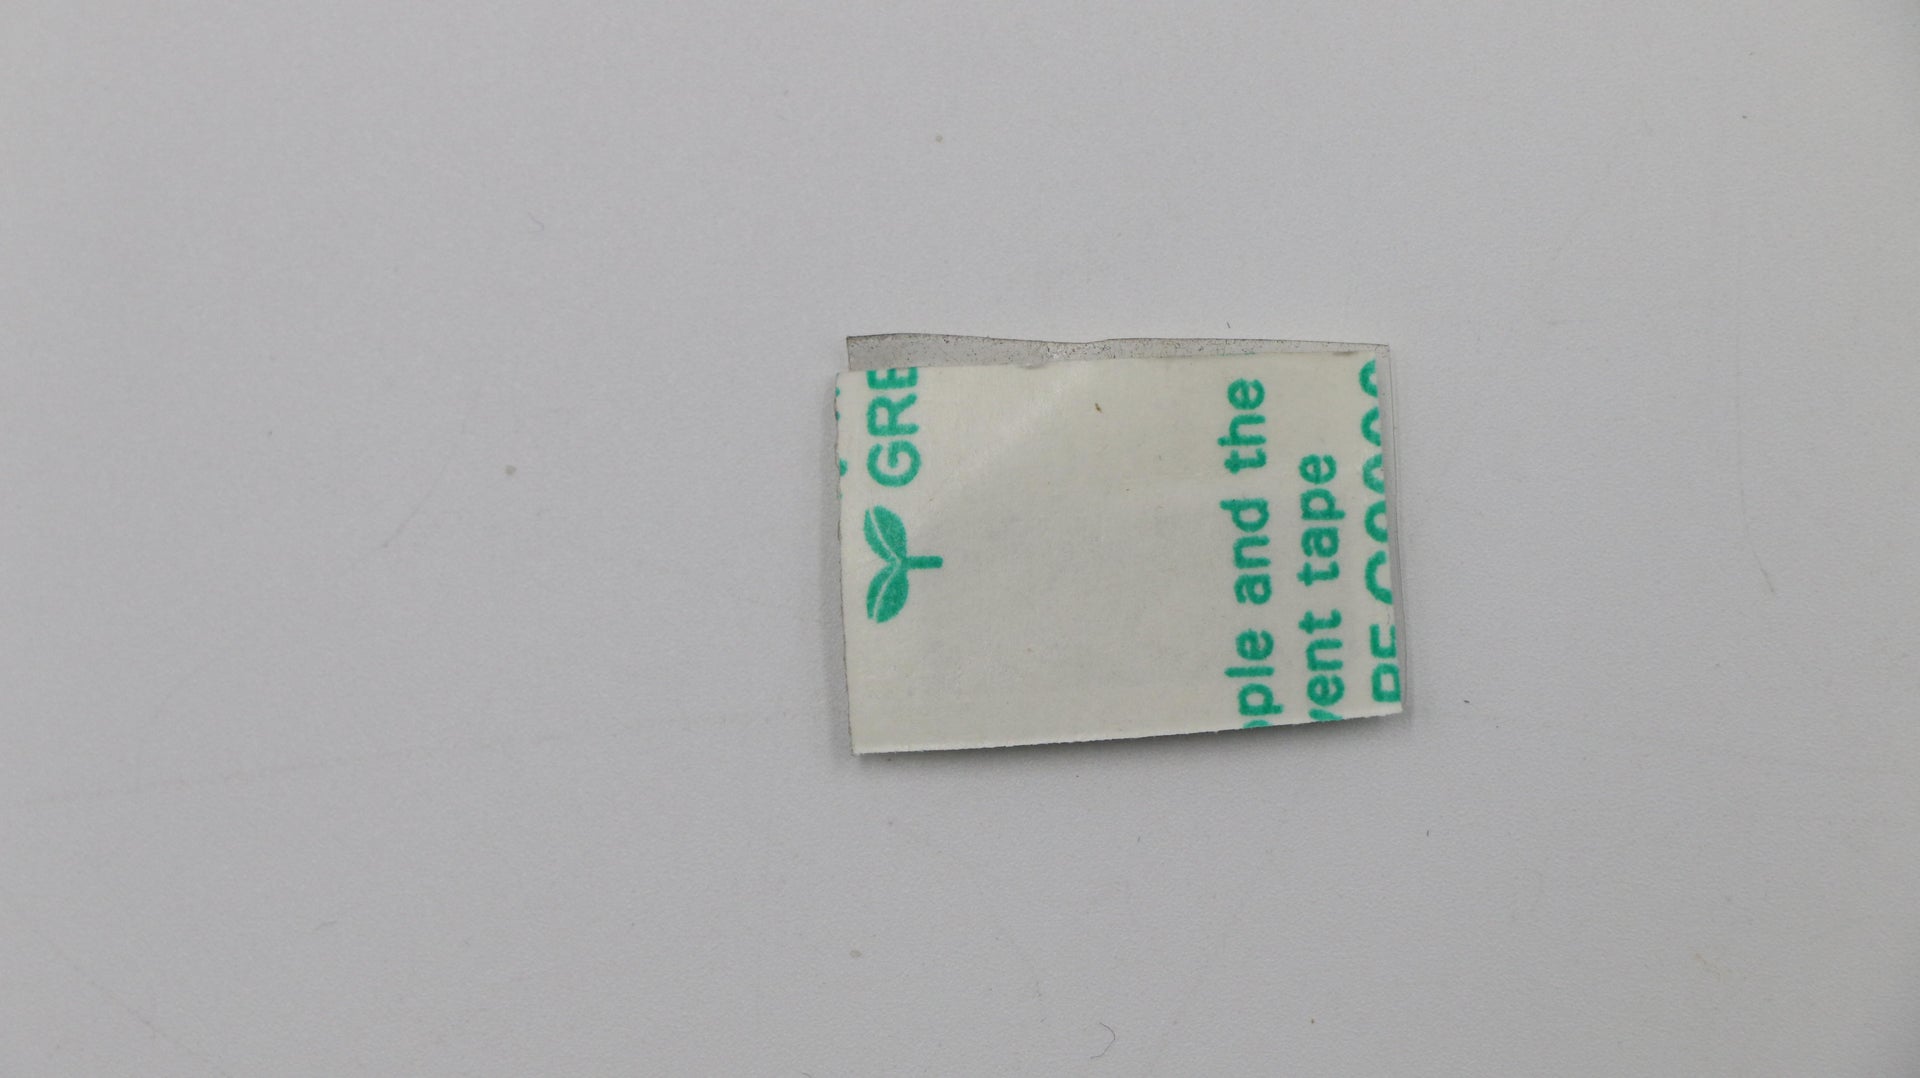 GRE
ple and the
vent tape